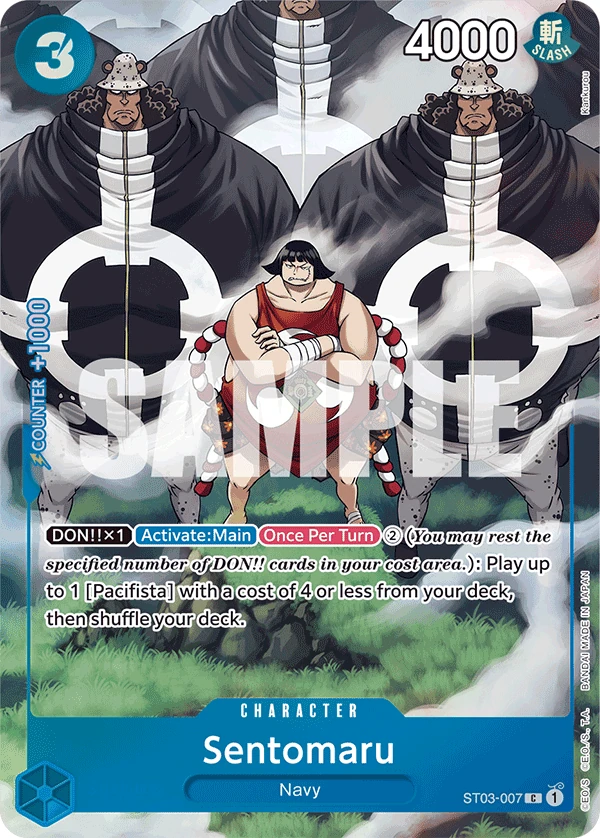 3
4000
斬
SLASH
Kankurou
COUNTER +1000
SAMPLE
DON!!×1 Activate:Main Once Per Turn ② (You may rest the
specified number of DON!! cards in your cost area.): Play up
to 1 [Pacifista] with a cost of 4 or less from your deck,
then shuffle your deck.
BANDAI MADE IN JAPAN
©E.O/S ©E.O./S., T.A.
CHARACTER
Sentomaru
Navy
ST03-007 C 1